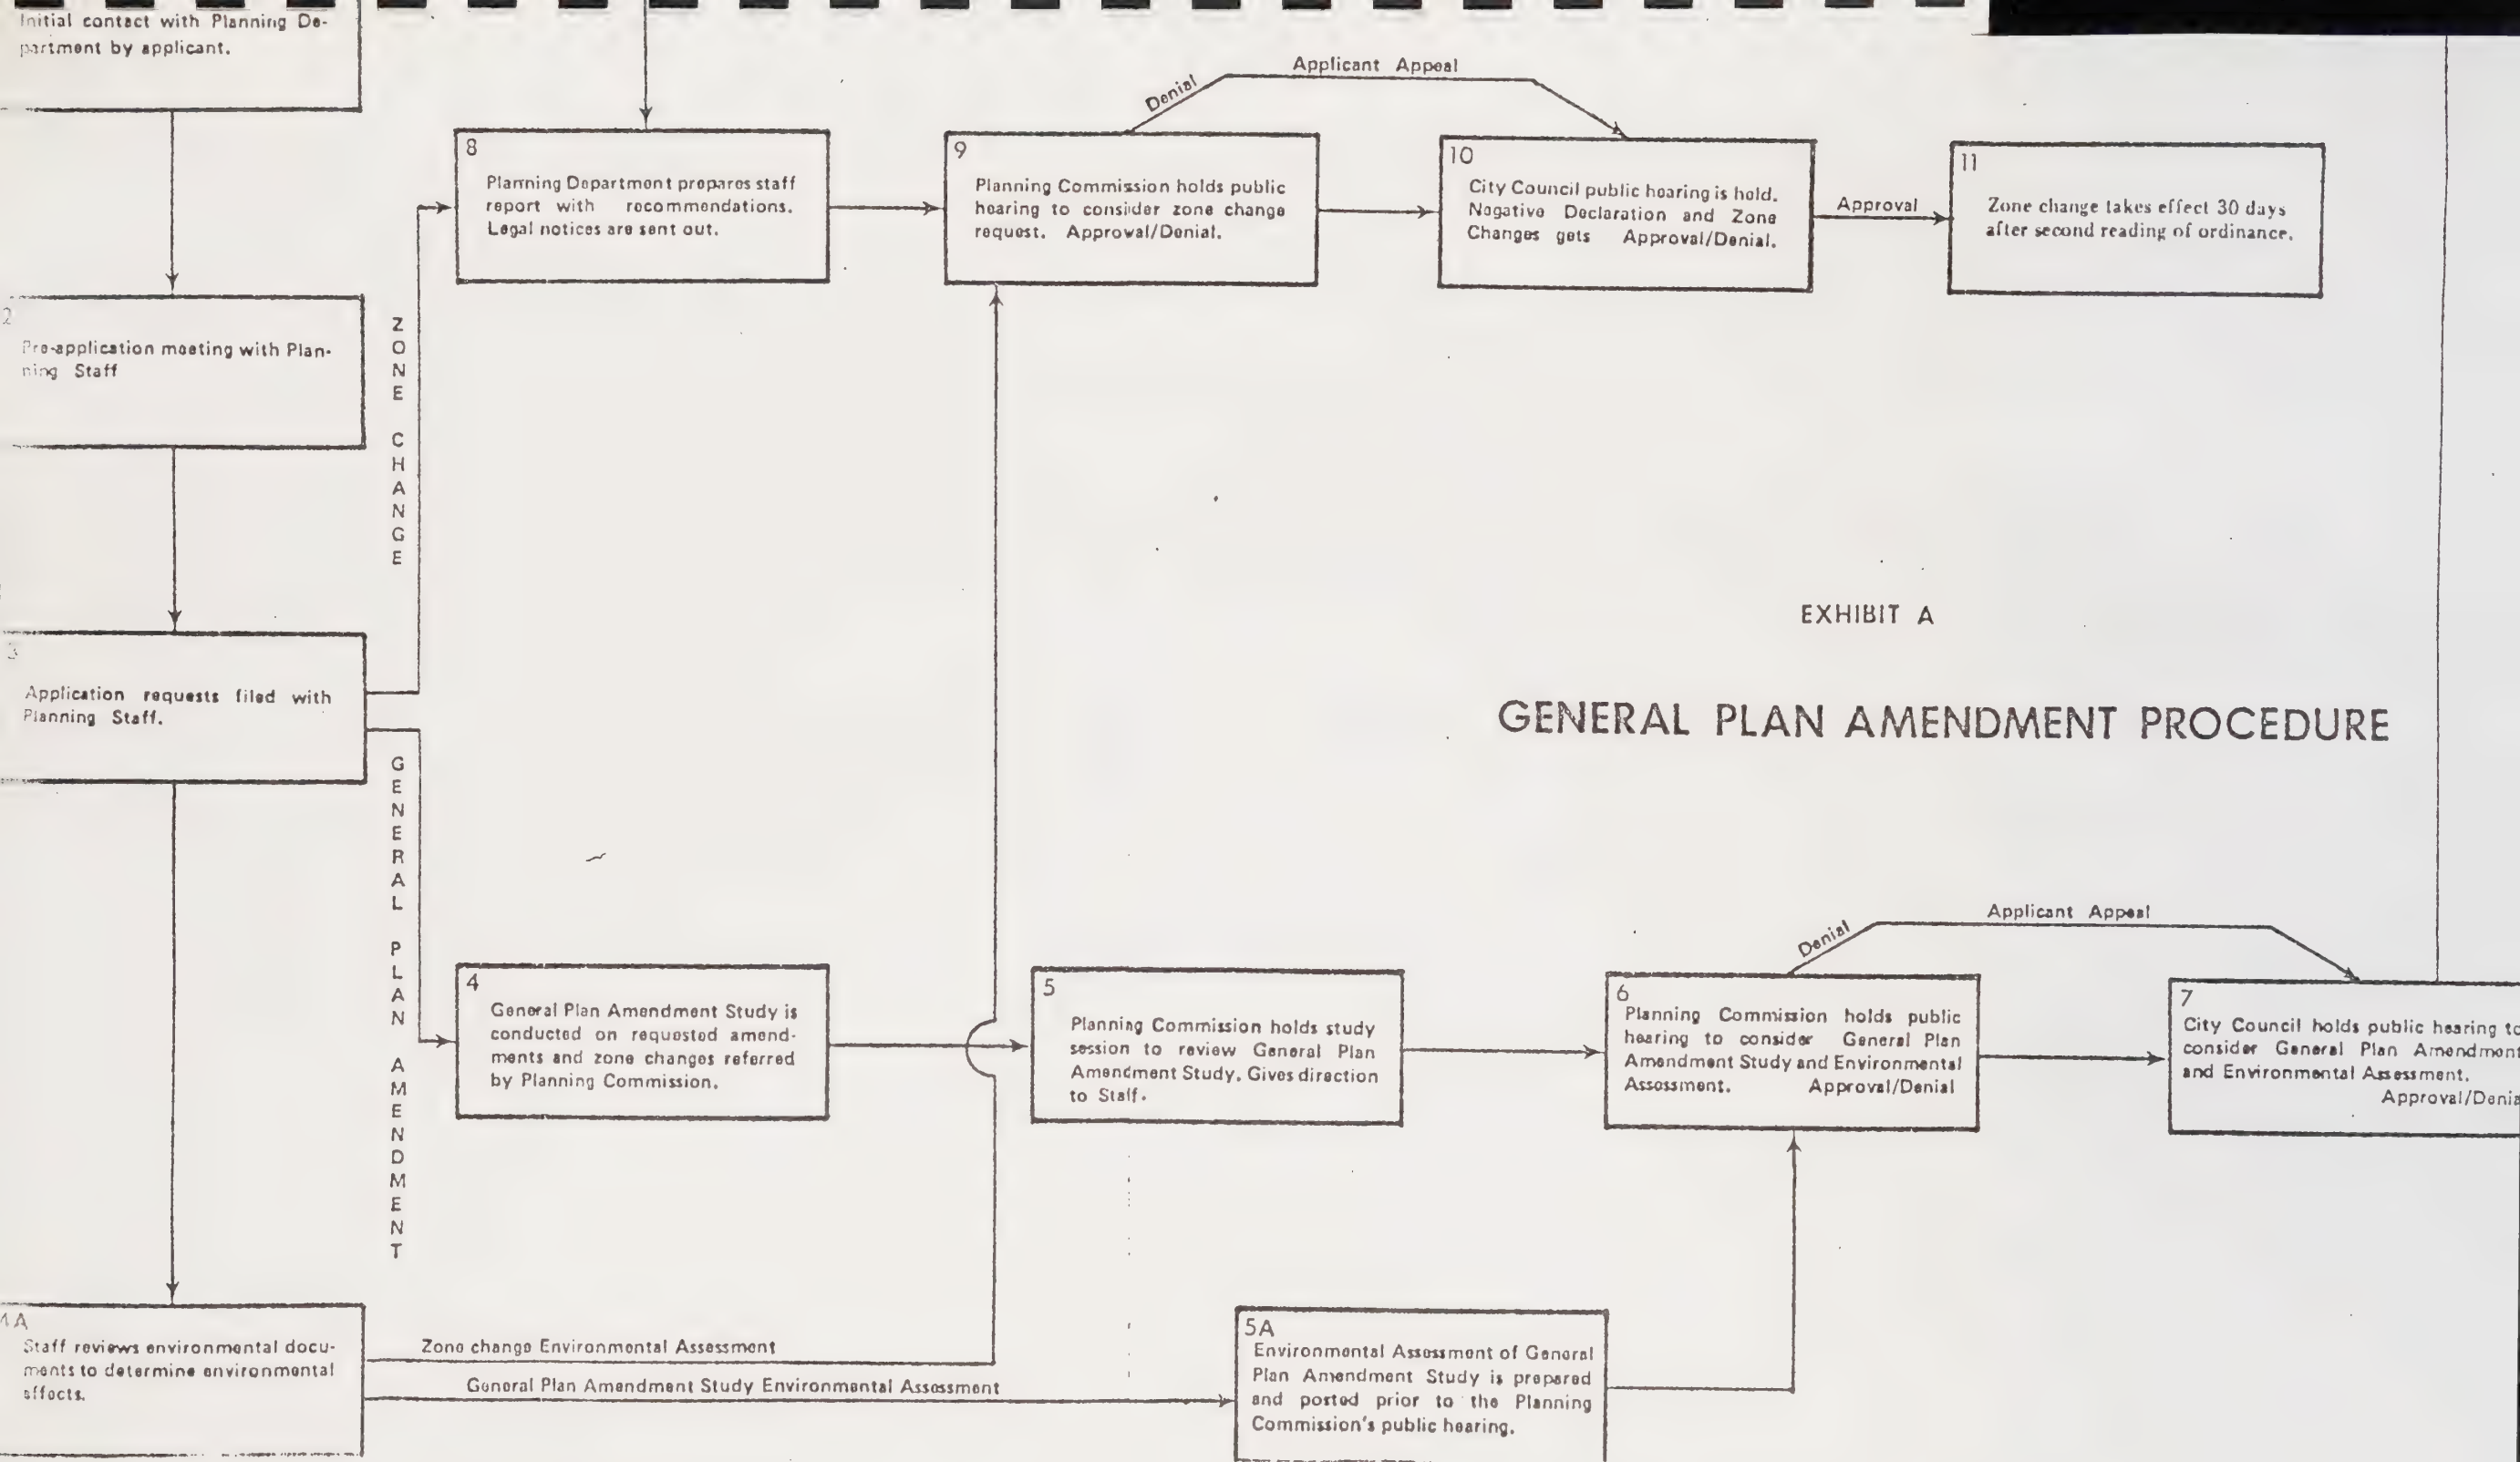 Initial contact with Planning De-
partment by applicant.
2
Pre-application meeting with Plan-
ning Staff
3
Application requests filed with
Planning Staff.
ZONE CHANGE
GENERAL PLAN AMENDMENT
8
Planning Department prepares staff
report with recommendations.
Legal notices are sent out.
Denial
Applicant Appeal
9
Planning Commission holds public
hearing to consider zone change
request. Approval/Denial.
10
City Council public hearing is held.
Negative Declaration and Zone
Changes gets Approval/Denial.
Approval
11
Zone change takes effect 30 days
after second reading of ordinance.
EXHIBIT A
GENERAL PLAN AMENDMENT PROCEDURE
4
General Plan Amendment Study is
conducted on requested amend-
ments and zone changes referred
by Planning Commission.
5
Planning Commission holds study
session to review General Plan
Amendment Study. Gives direction
to Staff.
Denial
Applicant Appeal
6
Planning Commission holds public
hearing to consider General Plan
Amendment Study and Environmental
Assessment. Approval/Denial
7
City Council holds public hearing to
consider General Plan Amendment
and Environmental Assessment.
Approval/Denia
4A
Staff reviews environmental docu-
ments to determine environmental
effects.
Zone change Environmental Assessment
General Plan Amendment Study Environmental Assessment
5A
Environmental Assessment of General
Plan Amendment Study is prepared
and posted prior to the Planning
Commission's public hearing.